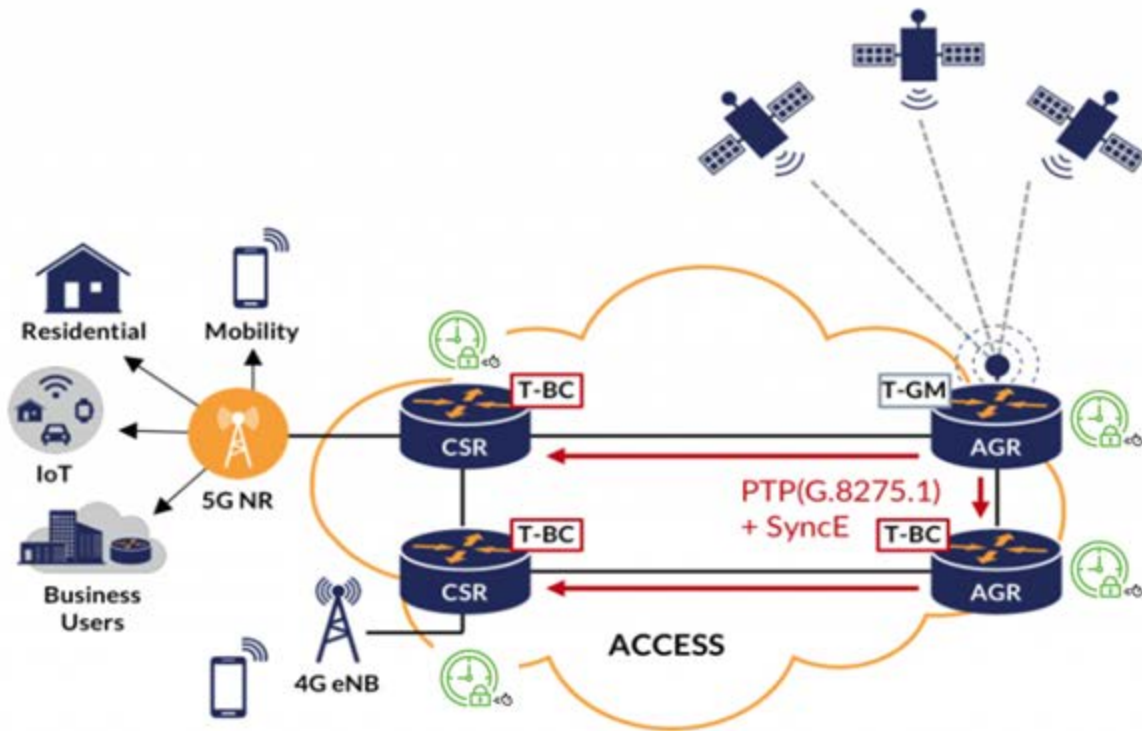 Residential
Mobility
IoT
5G NR
Business
Users
4G eNB
T-BC
CSR
T-GM
AGR
PTP(G.8275.1)
+ SyncE
T-BC
CSR
T-BC
AGR
ACCESS